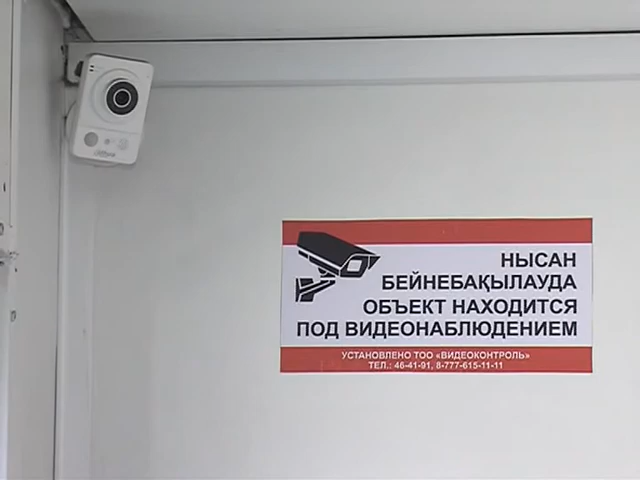 НЫСАН
БЕЙНЕБАҚЫЛАУДА
ОБЪЕКТ НАХОДИТСЯ
ПОД ВИДЕОНАБЛЮДЕНИЕМ
УСТАНОВЛЕНО ТОО «ВИДЕОКОНТРОЛЬ»
ТЕЛ.: 46-41-91, 8-777-615-11-11